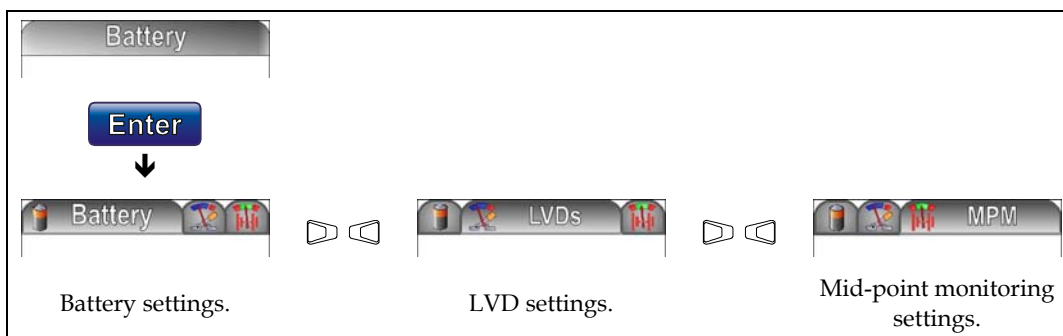 Battery
Enter
Battery
LVDs
MPM
Battery settings.
LVD settings.
Mid-point monitoring
settings.